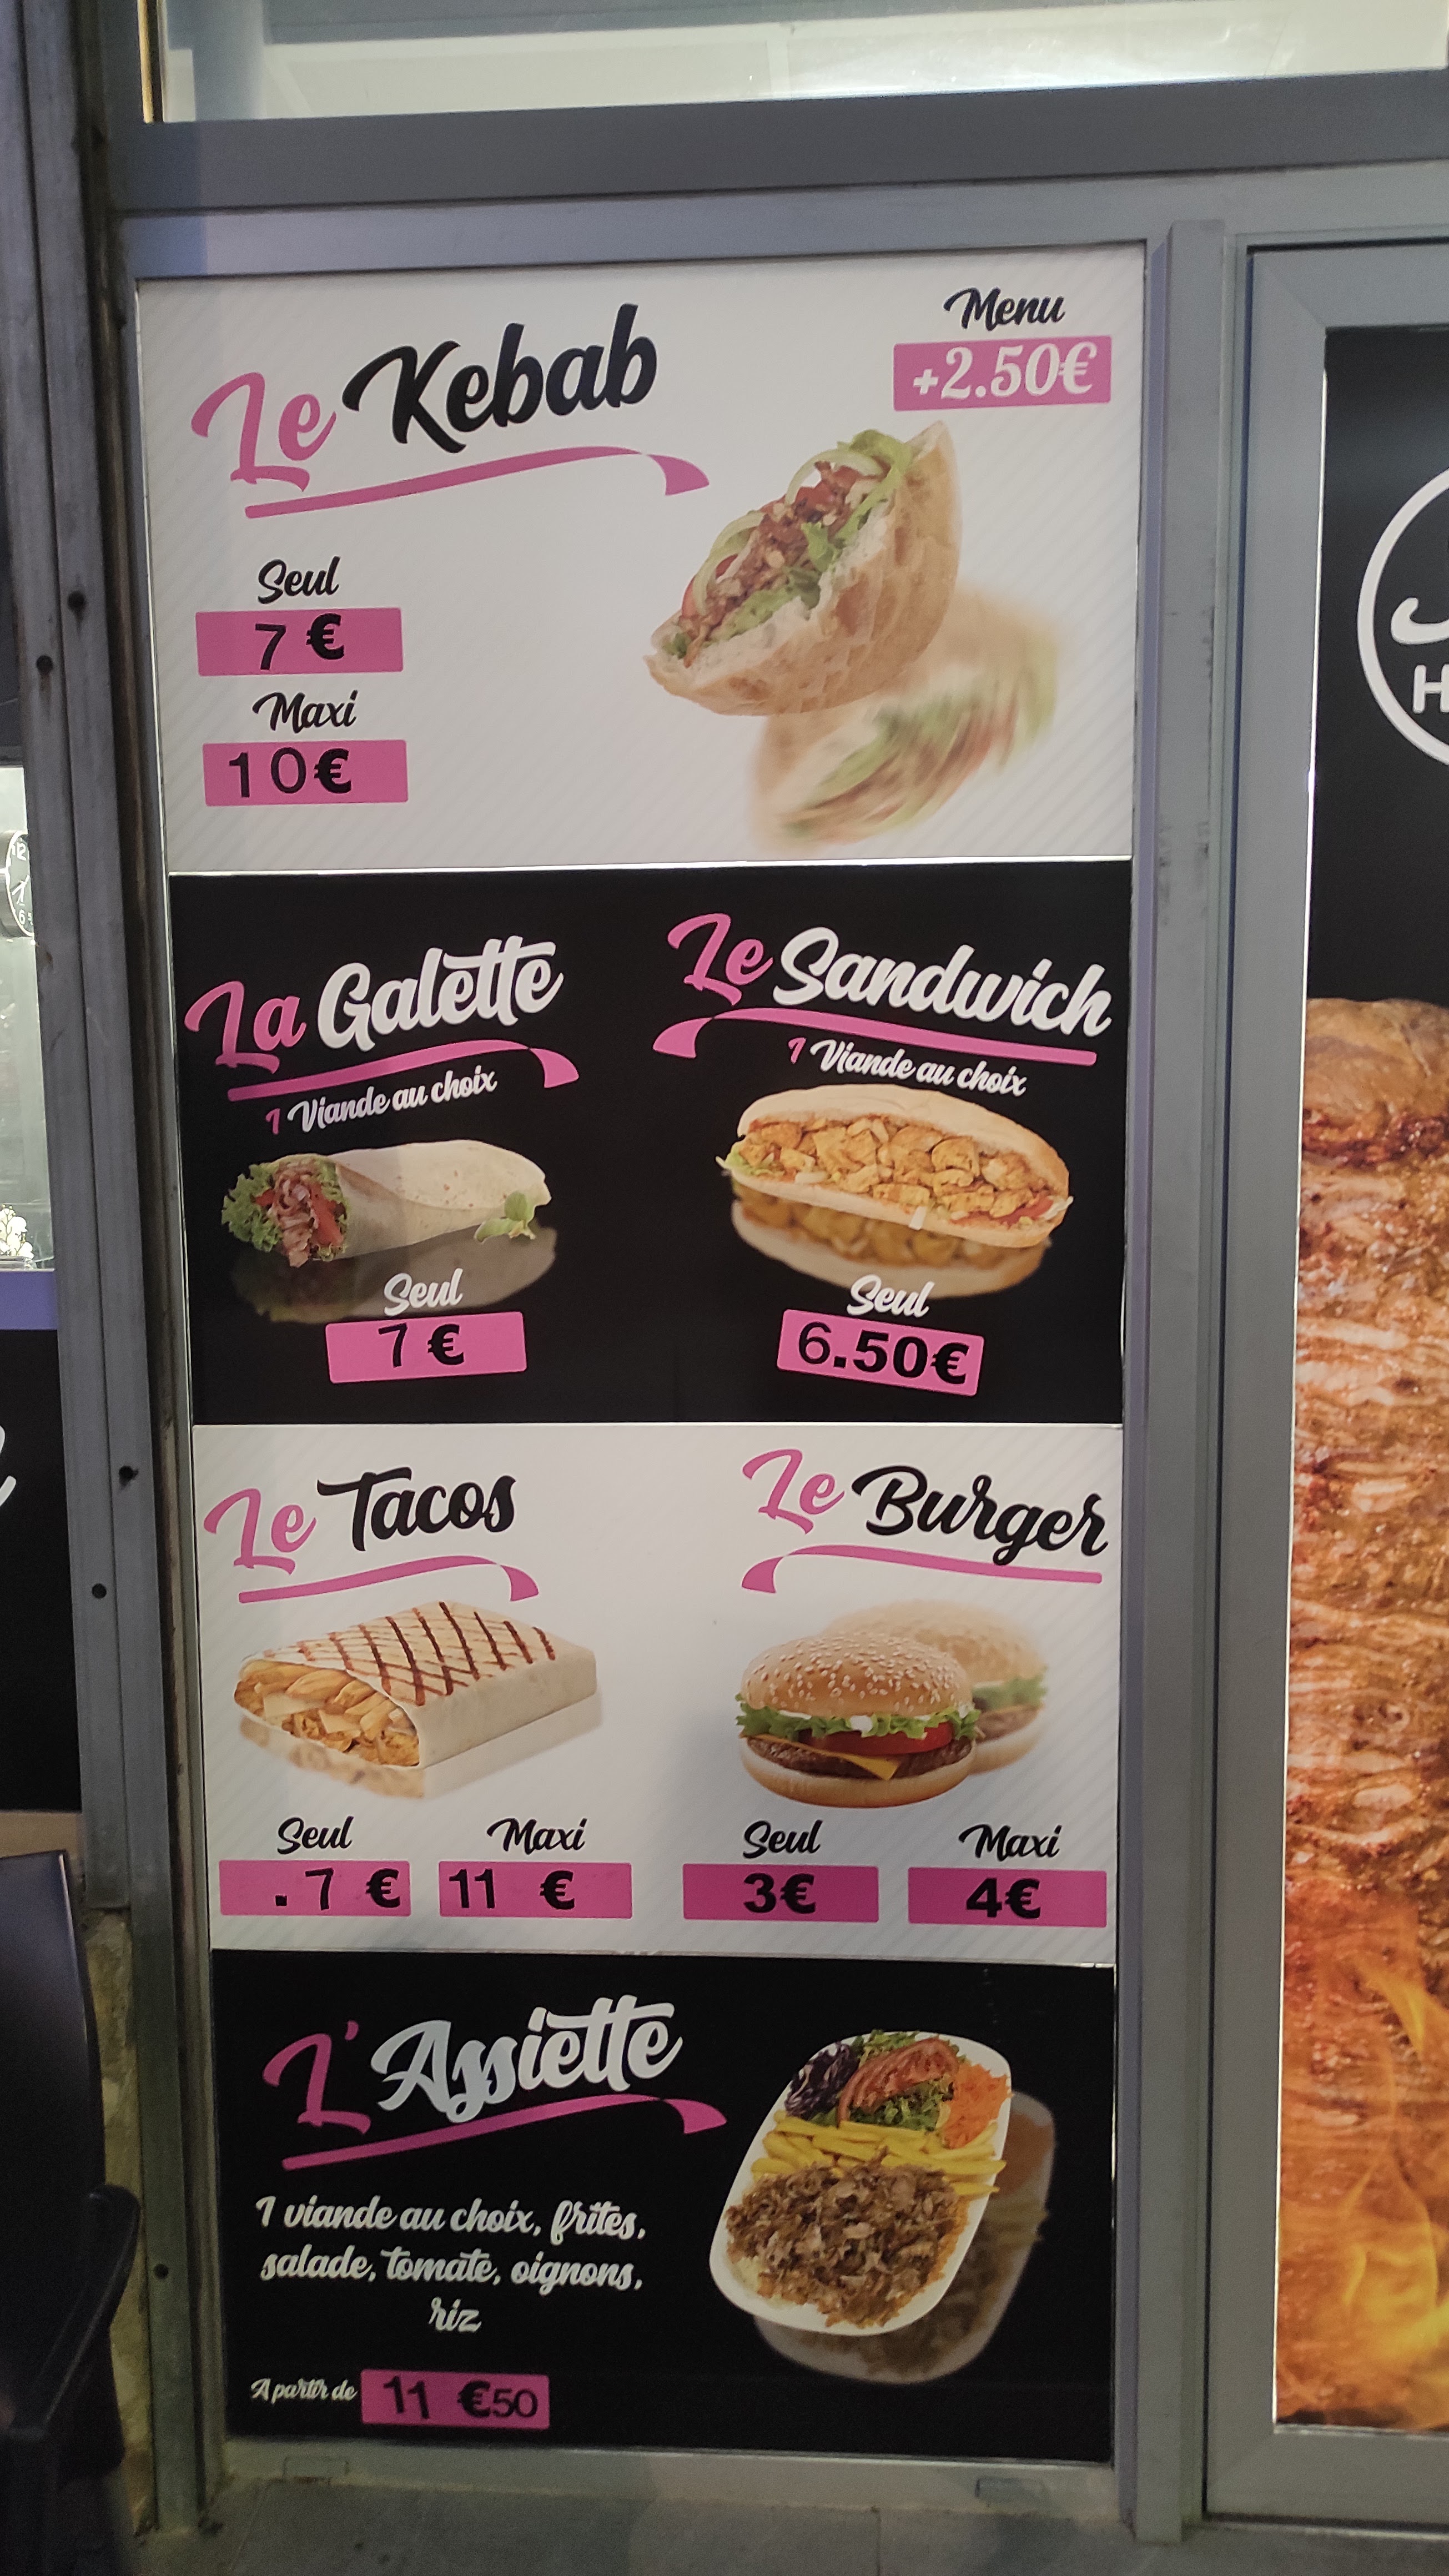 Le Kebab
Menu
+2.50€
Seul
7 €
Maxi
10€
La Galette
1 Viande au choix
Seul
7 €
Le Sandwich
1 Viande au choix
Seul
6.50€
Le Tacos
Seul
.7 €
Maxi
11 €
Le Burger
Seul
3€
Maxi
4€
L'Assiette
1 viande au choix, frites,
salade, tomate, oignons,
riz
A partir de 11 €50